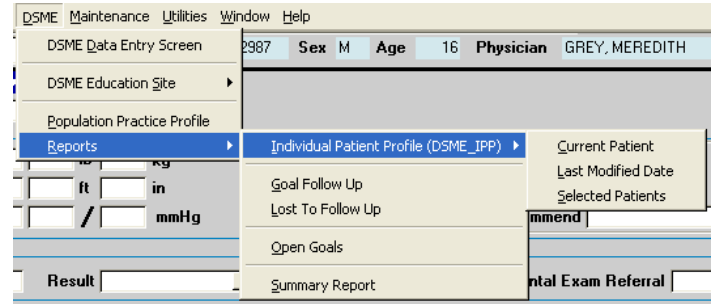 DSME Maintenance Utilities Window Help
DSME Data Entry Screen
2987 Sex M Age 16 Physician GREY, MEREDITH
DSME Education Site
Population Practice Profile
Reports
Individual Patient Profile (DSME_IPP)
Current Patient
Last Modified Date
Selected Patients
kg
ft in
Goal Follow Up
Lost To Follow Up
/ mmHg
mmend
Open Goals
Result
Summary Report
ntal Exam Referral